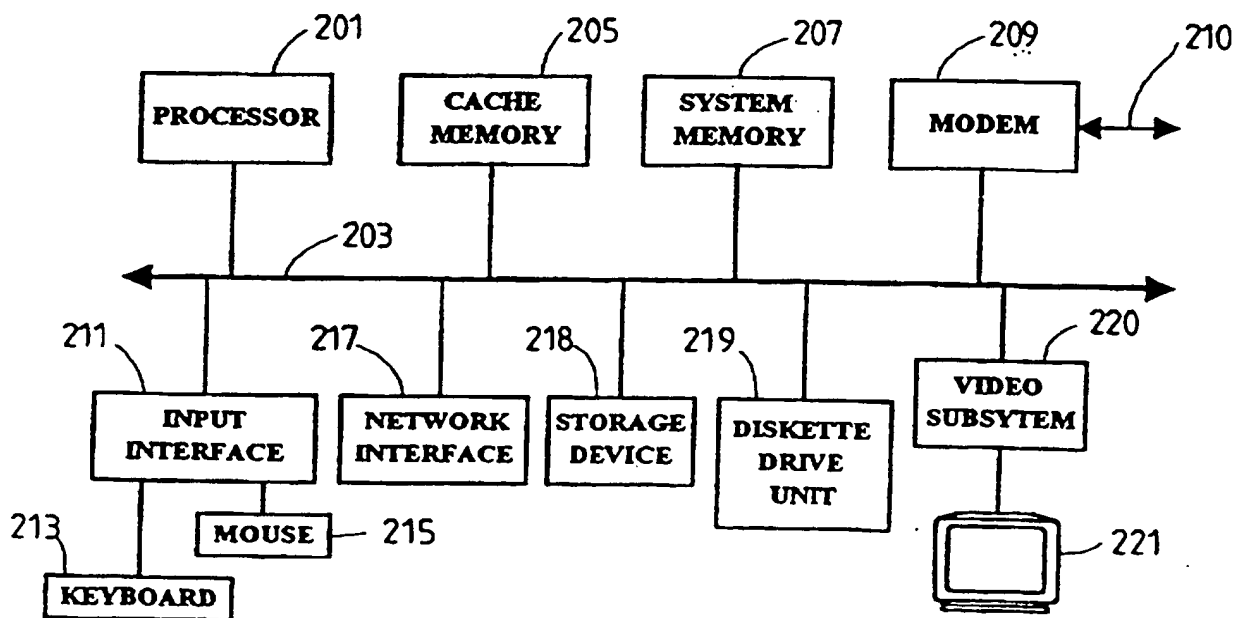 201
205
207
209
210
PROCESSOR
CACHE
MEMORY
SYSTEM
MEMORY
MODEM
203
211
217
218
219
220
INPUT
INTERFACE
NETWORK
INTERFACE
STORAGE
DEVICE
DISKETTE
DRIVE
UNIT
VIDEO
SUBSYTEM
213
MOUSE
215
221
KEYBOARD